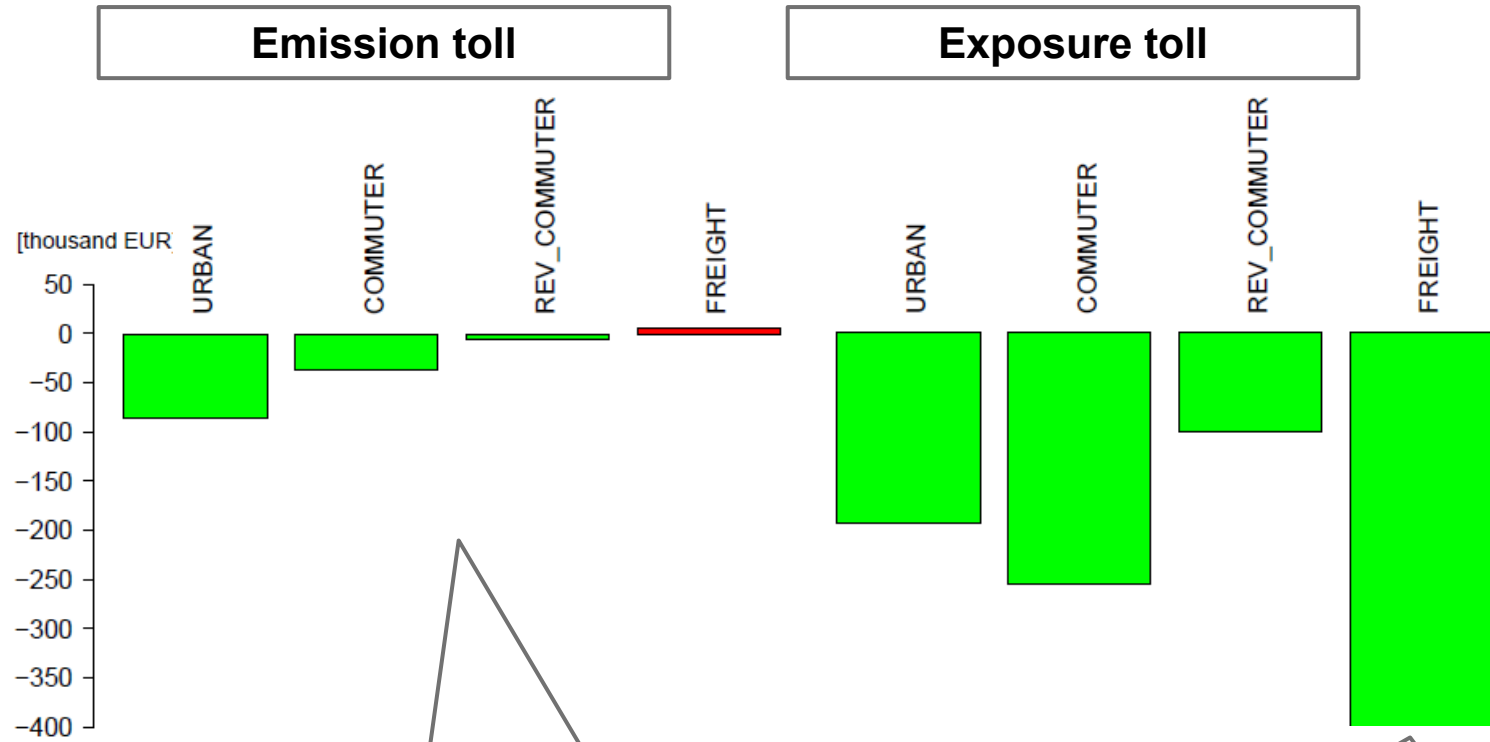 Emission toll
Exposure toll
[thousand EUR
URBAN
COMMUTER
REV_COMMUTER
FREIGHT
URBAN
COMMUTER
REV_COMMUTER
FREIGHT
50
0
−50
−100
−150
−200
−250
−300
−350
−400